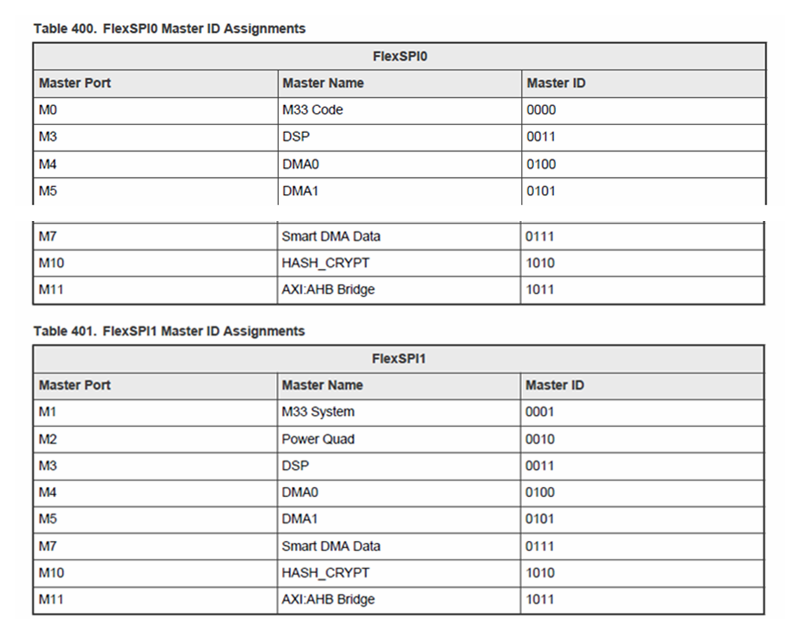 Table 400. FlexSPI0 Master ID Assignments
FlexSPI0
Master Port Master Name Master ID
M0 M33 Code 0000
M3 DSP 0011
M4 DMA0 0100
M5 DMA1 0101
M7 Smart DMA Data 0111
M10 HASH_CRYPT 1010
M11 AXI:AHB Bridge 1011
Table 401. FlexSPI1 Master ID Assignments
FlexSPI1
Master Port Master Name Master ID
M1 M33 System 0001
M2 Power Quad 0010
M3 DSP 0011
M4 DMA0 0100
M5 DMA1 0101
M7 Smart DMA Data 0111
M10 HASH_CRYPT 1010
M11 AXI:AHB Bridge 1011